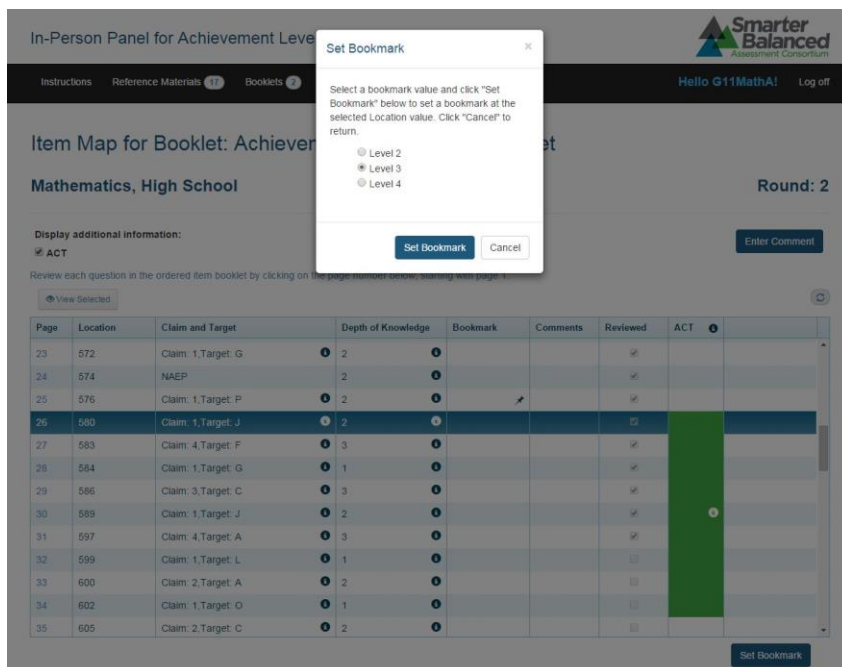 In-Person Panel for Achievement Leve
Smarter
Balanced
Assessment Consortium
Instructions Reference Materials 17 Booklets 2 Hello G11MathA! Log off
Set Bookmark ×
Select a bookmark value and click "Set
Bookmark" below to set a bookmark at the
selected Location value. Click "Cancel" to
return.
Level 2
Level 3
Level 4
Set Bookmark Cancel
Item Map for Booklet: Achiever et
Mathematics, High School Round: 2
Display additional information:
ACT
Enter Comment
Review each question in the ordered item booklet by clicking on the page number below, starting with page 1.
View Selected
Page Location Claim and Target Depth of Knowledge Bookmark Comments Reviewed ACT
23 572 Claim: 1,Target: G 2
24 574 NAEP 2
25 576 Claim: 1,Target: P 2
26 580 Claim: 1,Target: J 2
27 583 Claim: 4,Target: F 3
28 584 Claim: 1,Target: G 1
29 586 Claim: 3,Target: C 3
30 589 Claim: 1,Target: J 2
31 597 Claim: 4,Target: A 3
32 599 Claim: 1,Target: L 1
33 600 Claim: 2,Target: A 2
34 602 Claim: 1,Target: O 1
35 605 Claim: 2,Target: C 2
Set Bookmark